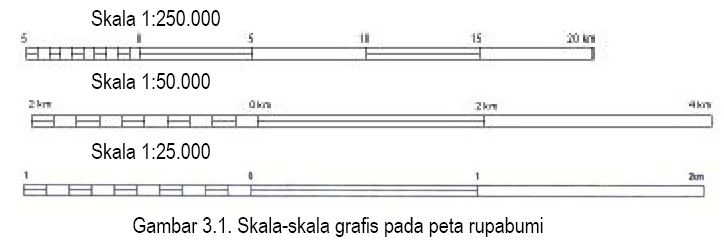 Skala 1:250.000
5 0 5 10 15 20 km
Skala 1:50.000
2 km 0 km 2 km 4 km
Skala 1:25.000
1 0 1 2km
Gambar 3.1. Skala-skala grafis pada peta rupabumi